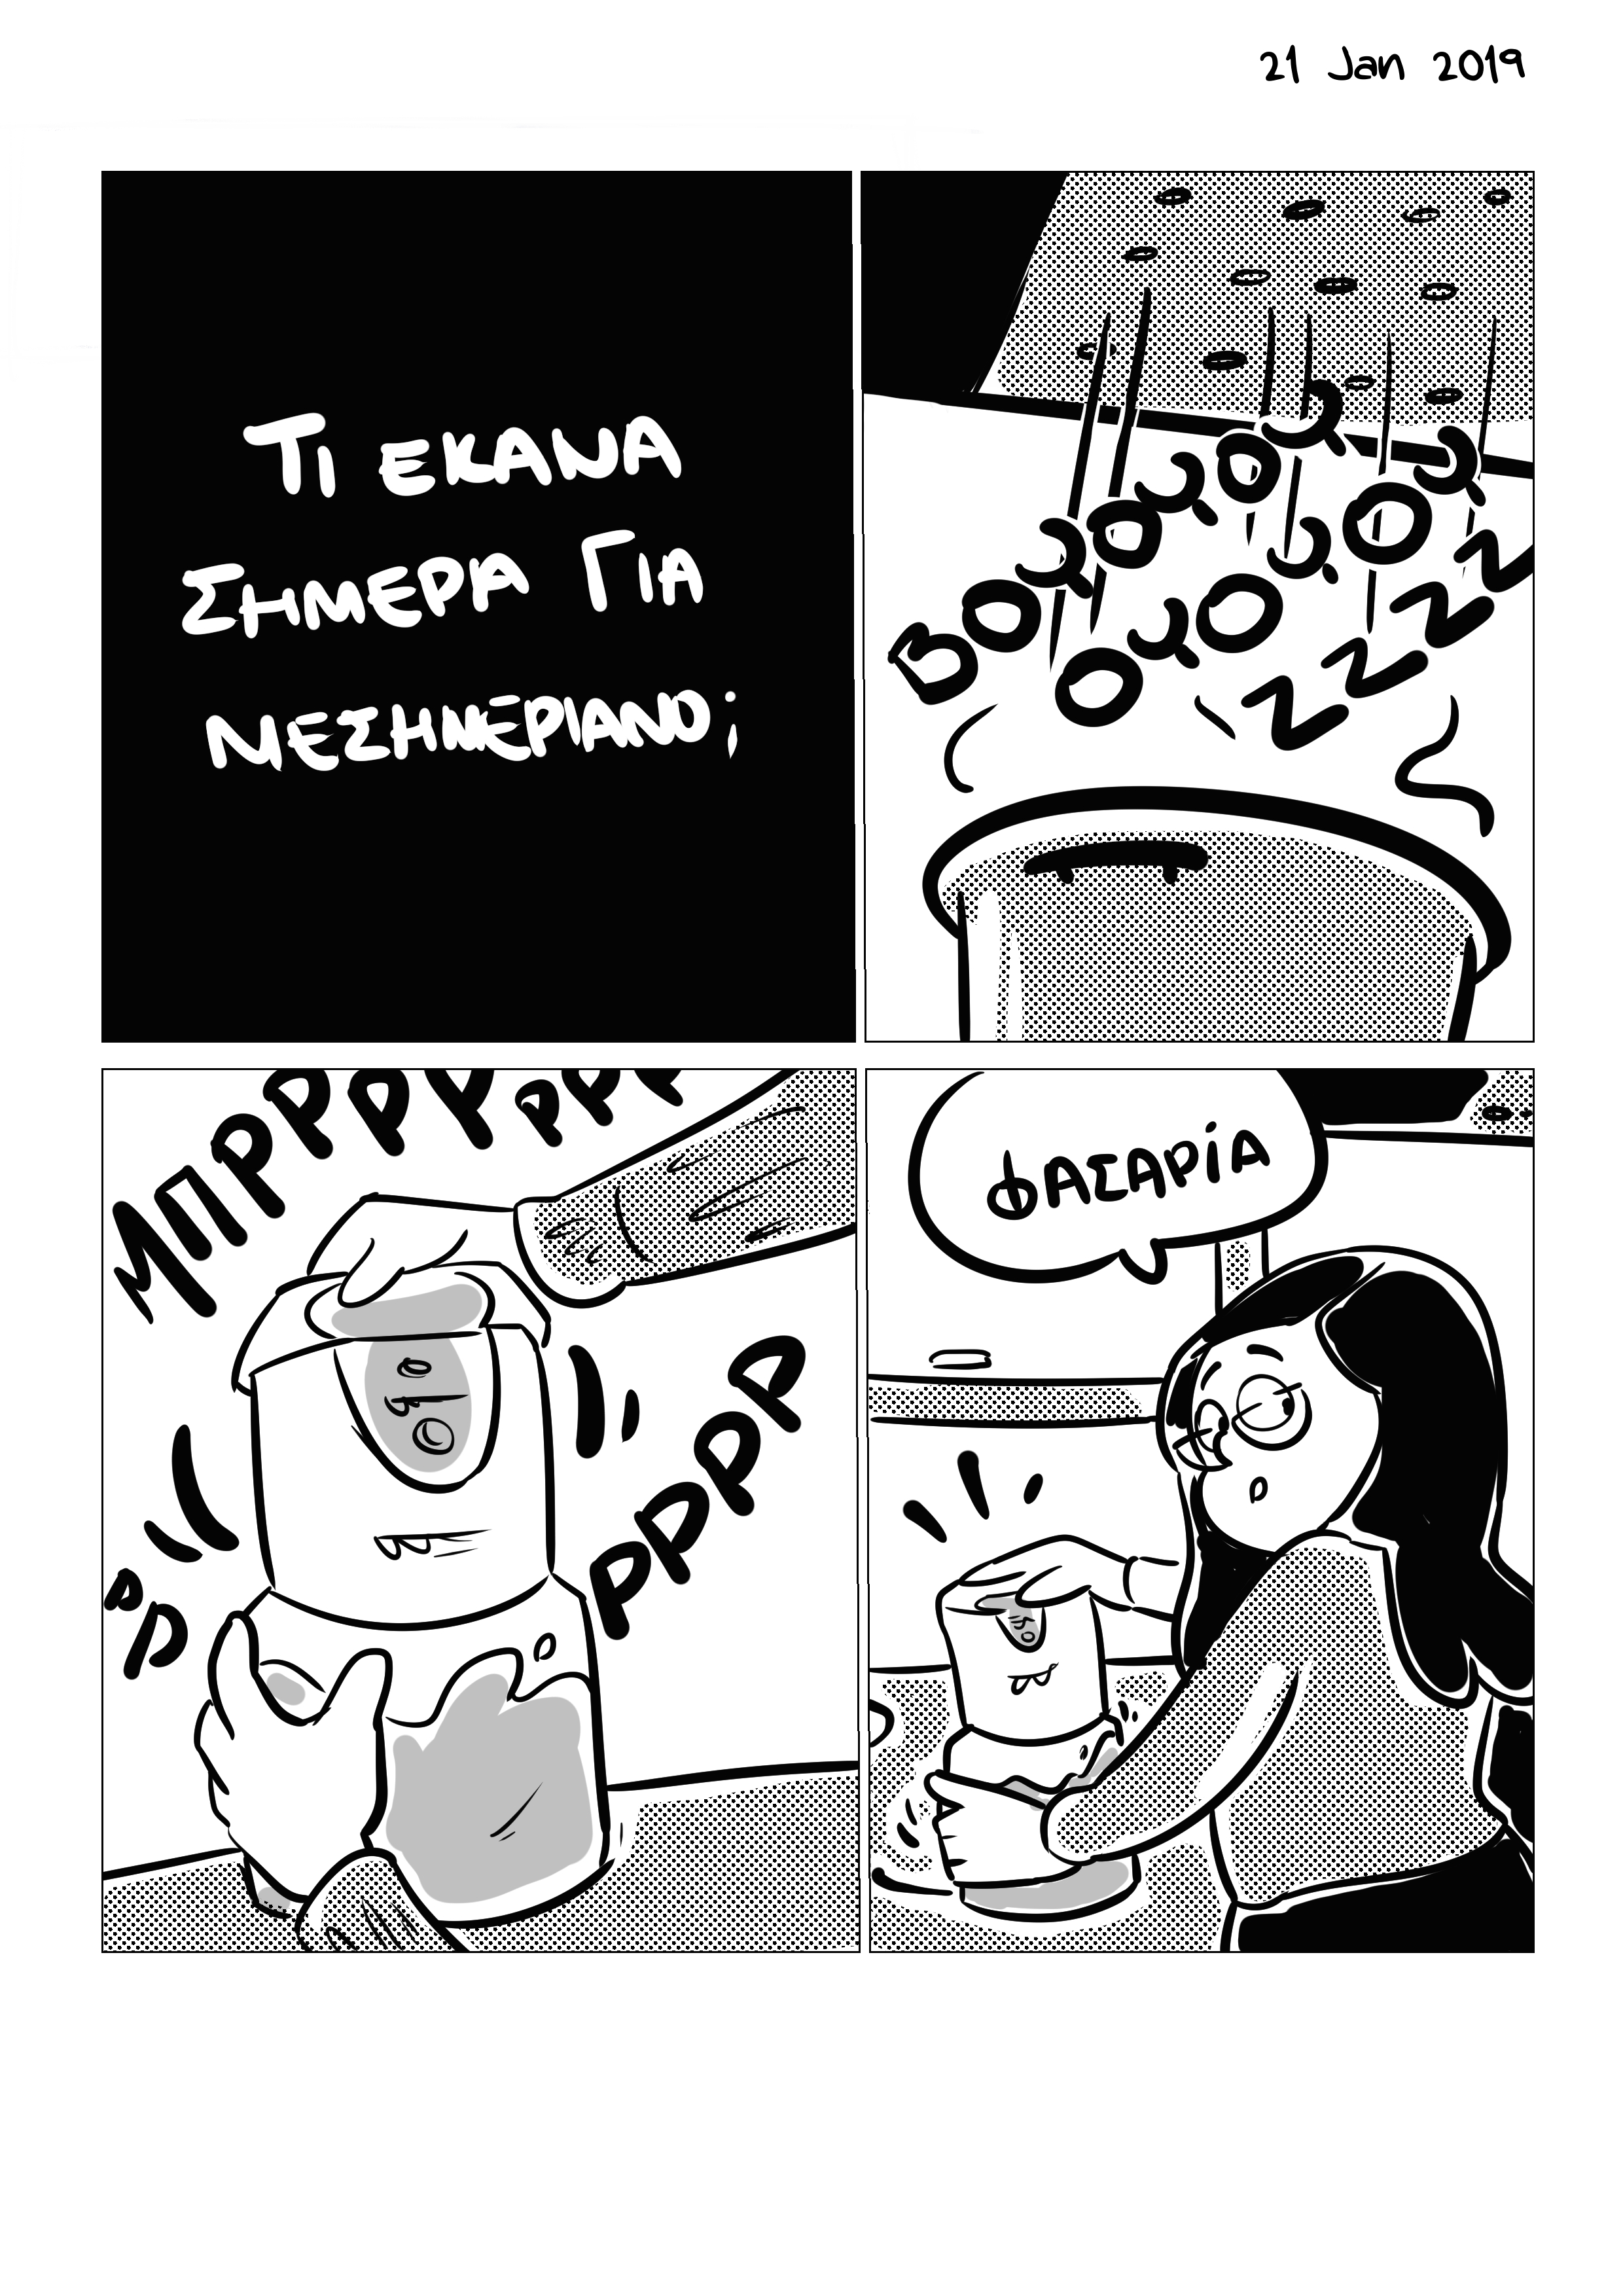 21 Jan 2019
ΤΙ ΕΚΑΝΑ
ΣΗΜΕΡΑ ΓΙΑ
ΜΕΣΗΜΕΡΙΑΝΟ;
ΒΟυΟυΟυ
ΟυΟυΟυ
ΖΖΖΖ
ΜΠΡΡΡΡΡΡΡ
ΡΡ
ΡΡΡΡ
ΦΑΣΑΡίΑ